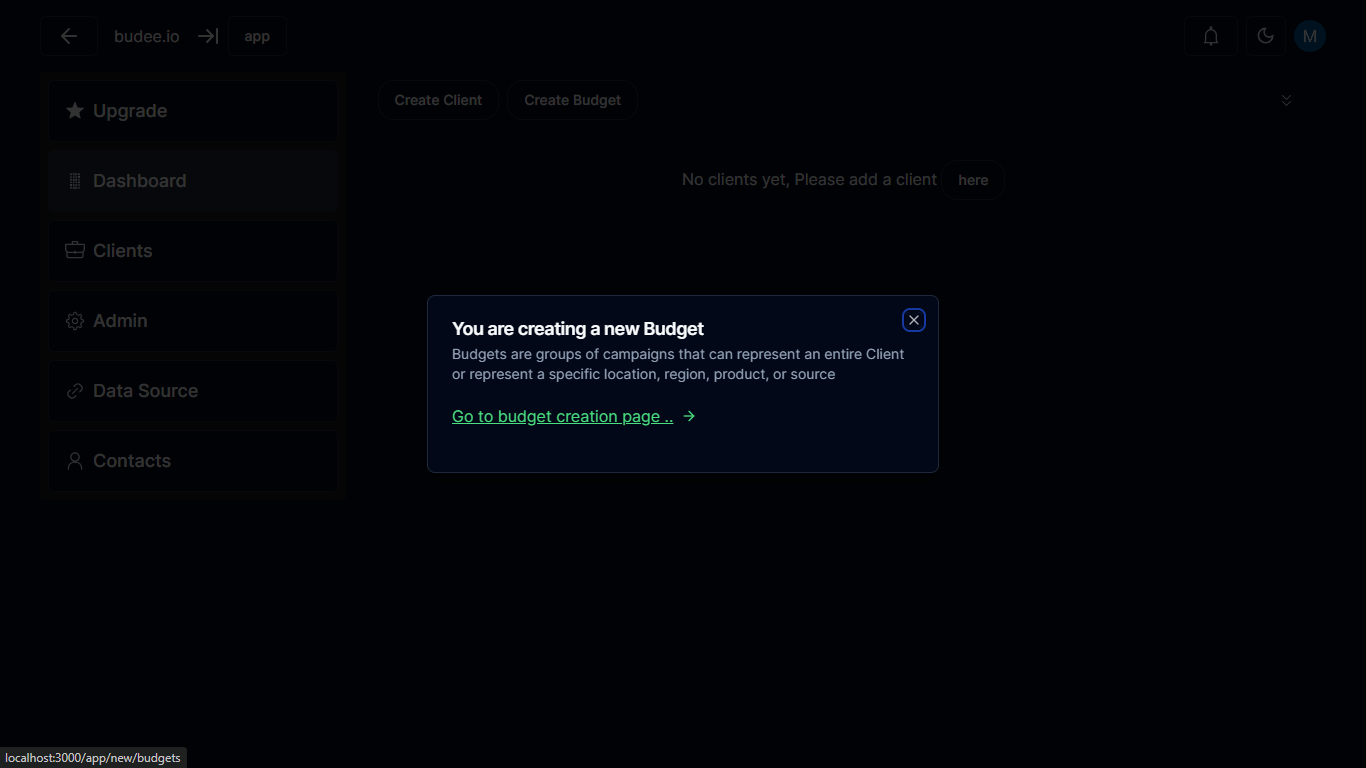 budee.io
app
M
Upgrade
Dashboard
Clients
Admin
Data Source
Contacts
Create Client
Create Budget
No clients yet, Please add a client here
You are creating a new Budget
Budgets are groups of campaigns that can represent an entire Client
or represent a specific location, region, product, or source
Go to budget creation page ..
localhost:3000/app/new/budgets